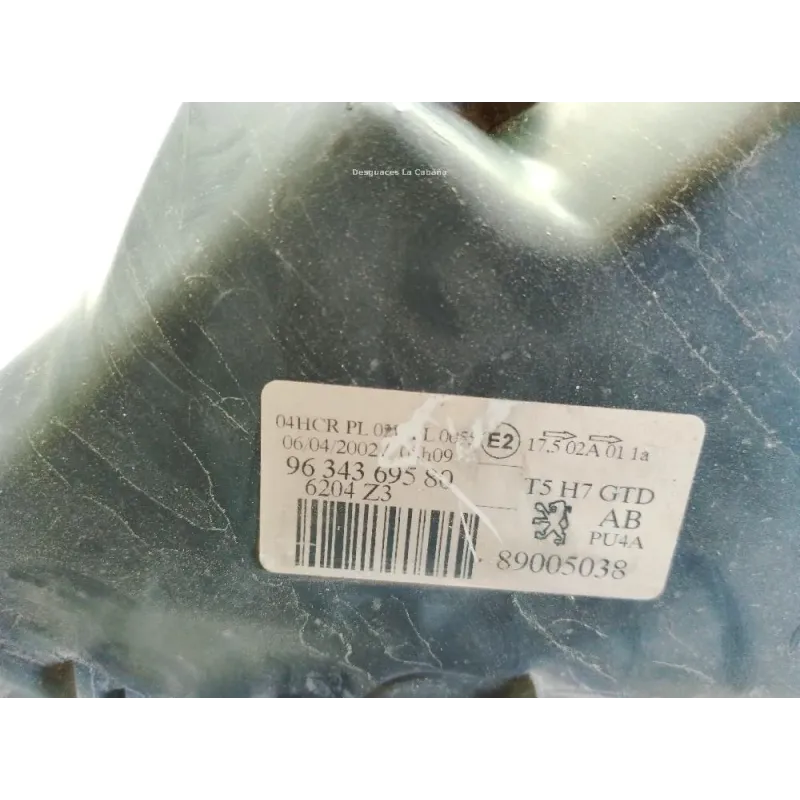 Desguaces La Cabaña
04HCR PL
06/04/2002
96 343 695 80
6204 Z3
E2
17.5 02A 01 1a
T5 H7 GTD
AB
PU4A
89005038